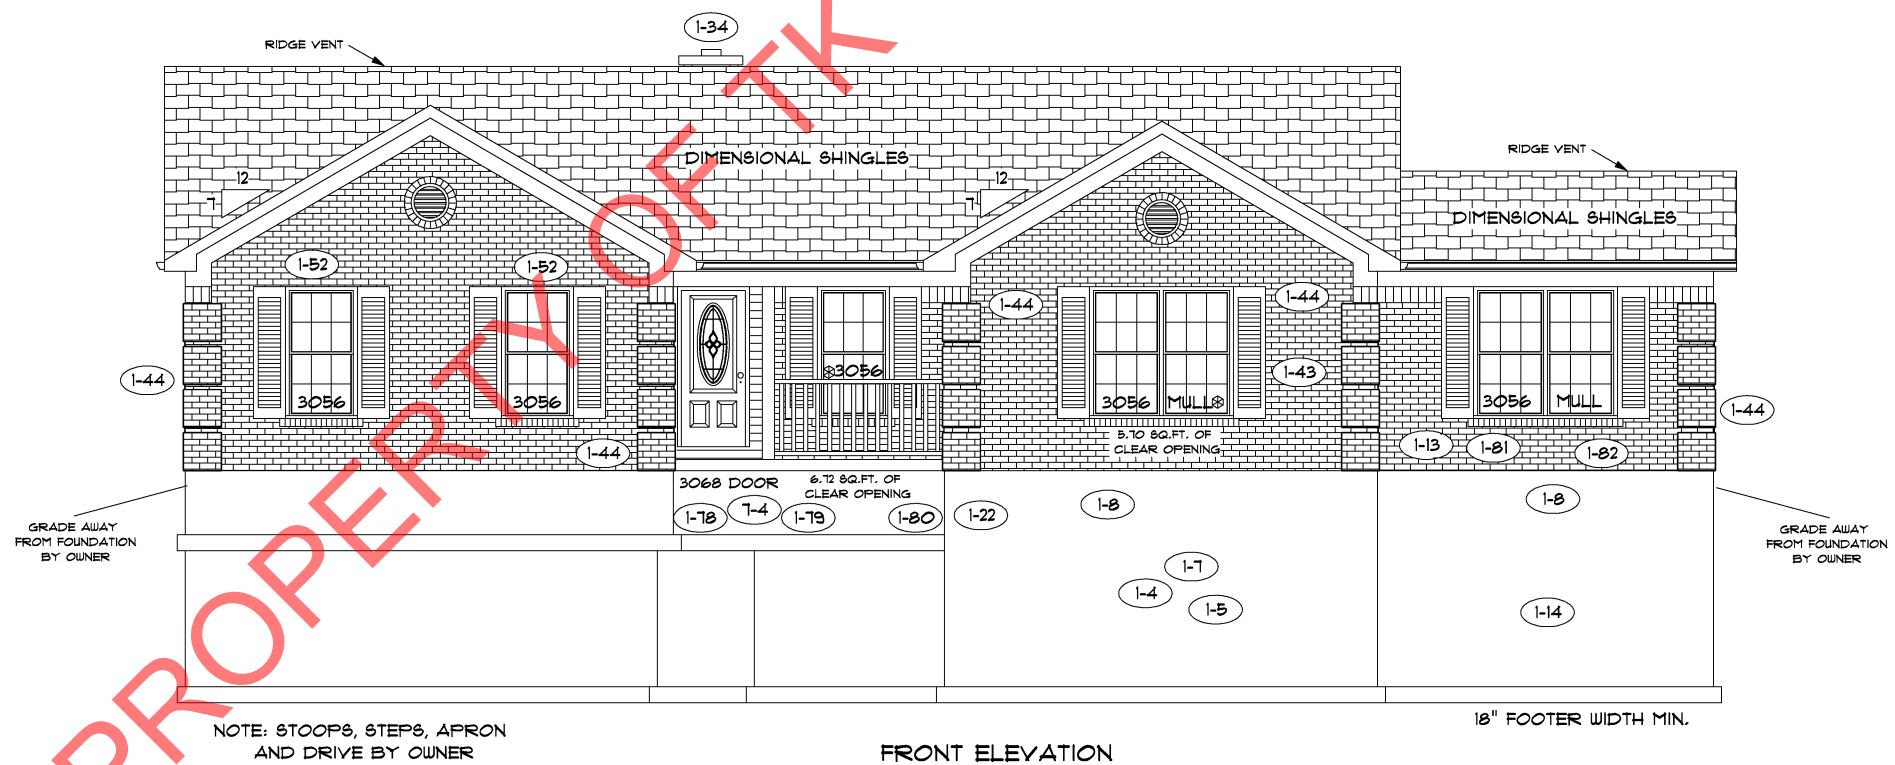 1-34
RIDGE VENT
DIMENSIONAL SHINGLES
RIDGE VENT
12
7
12
7
DIMENSIONAL SHINGLES
1-52
1-52
1-44
1-44
3056
1-43
1-44
3056
3056
3056
MULL
3056
MULL
1-44
1-44
5.70 SQ.FT. OF
CLEAR OPENING
1-13
1-81
1-82
3068 DOOR
6.72 SQ.FT. OF
CLEAR OPENING
1-78
7-4
1-79
1-80
1-22
1-8
1-8
GRADE AWAY
FROM FOUNDATION
BY OWNER
GRADE AWAY
FROM FOUNDATION
BY OWNER
1-7
1-4
1-5
1-14
NOTE: STOOPS, STEPS, APRON
AND DRIVE BY OWNER
FRONT ELEVATION
18" FOOTER WIDTH MIN.
PROPERTY OF TK